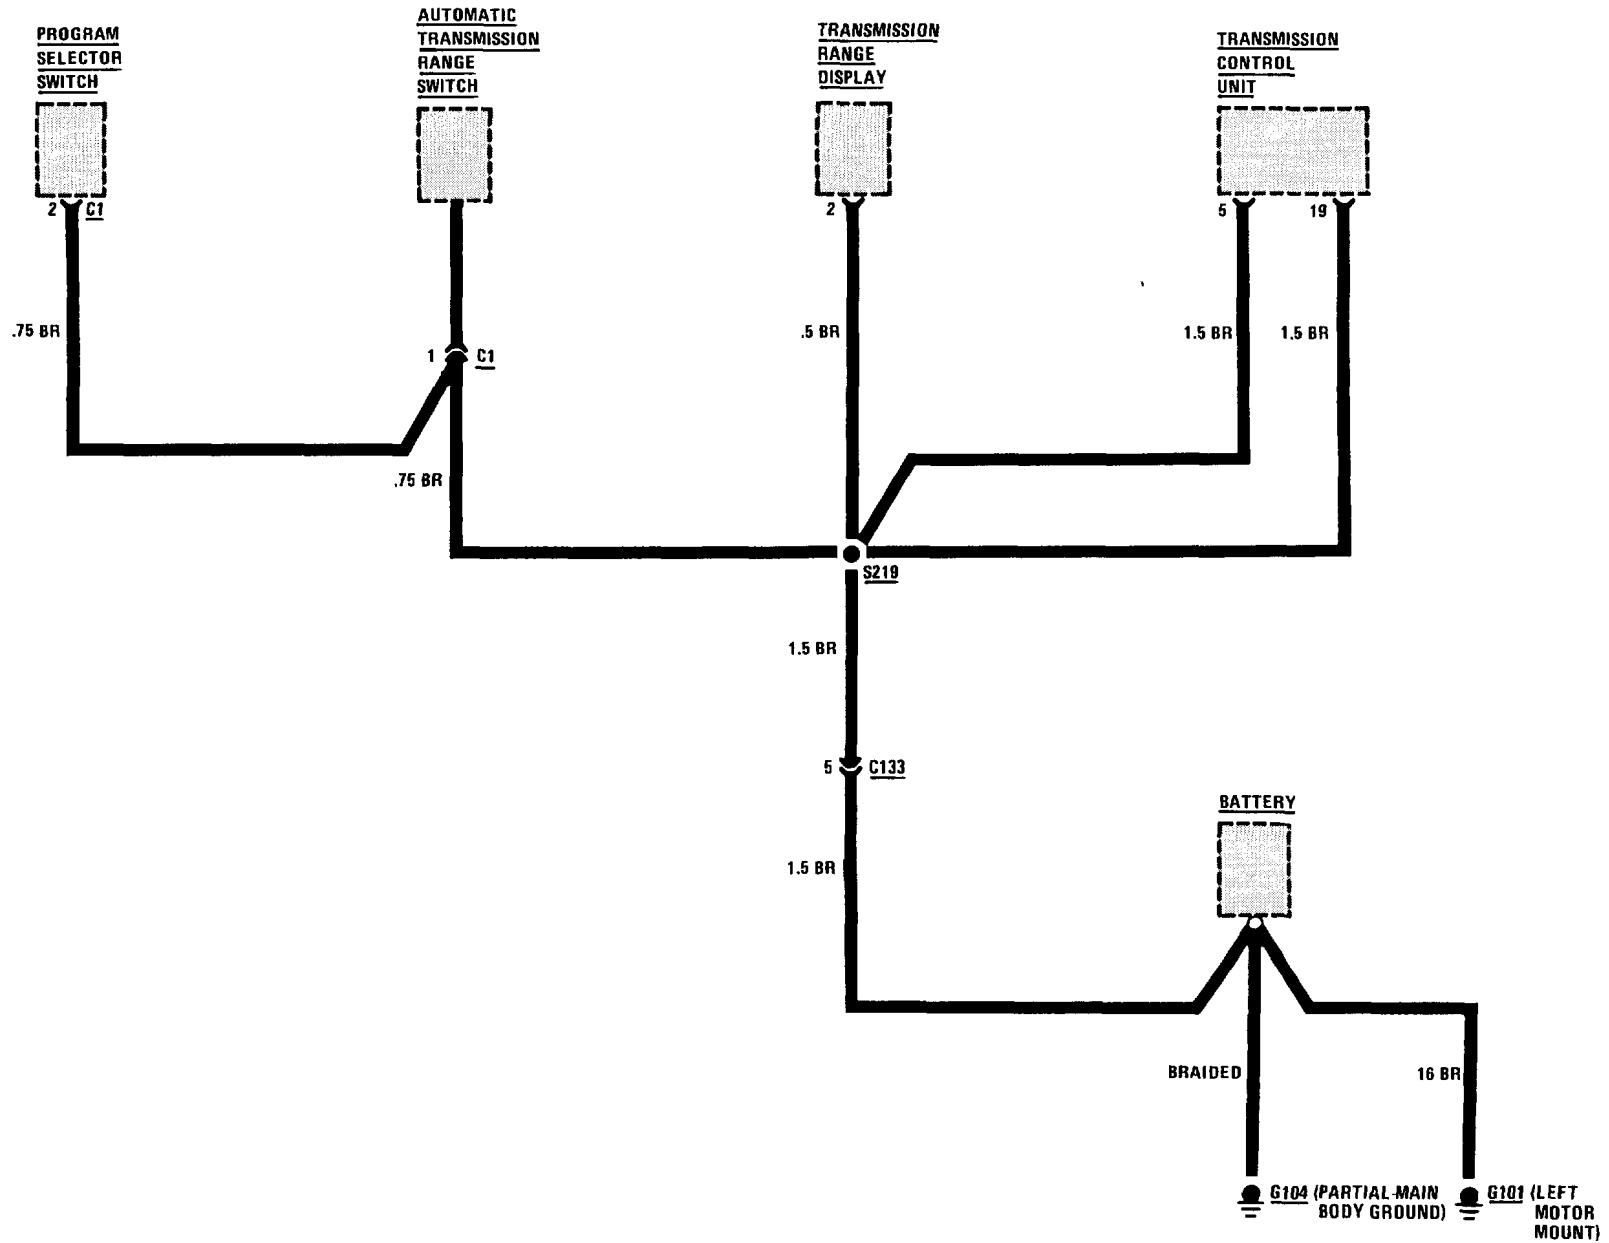 PROGRAM
SELECTOR
SWITCH
AUTOMATIC
TRANSMISSION
RANGE
SWITCH
TRANSMISSION
RANGE
DISPLAY
TRANSMISSION
CONTROL
UNIT
2 C1
2
5 19
.75 BR
.5 BR
1.5 BR 1.5 BR
1 C1
.75 BR
S219
1.5 BR
5 C133
BATTERY
1.5 BR
BRAIDED
16 BR
G104 (PARTIAL-MAIN
BODY GROUND)
G101 (LEFT
MOTOR
MOUNT)